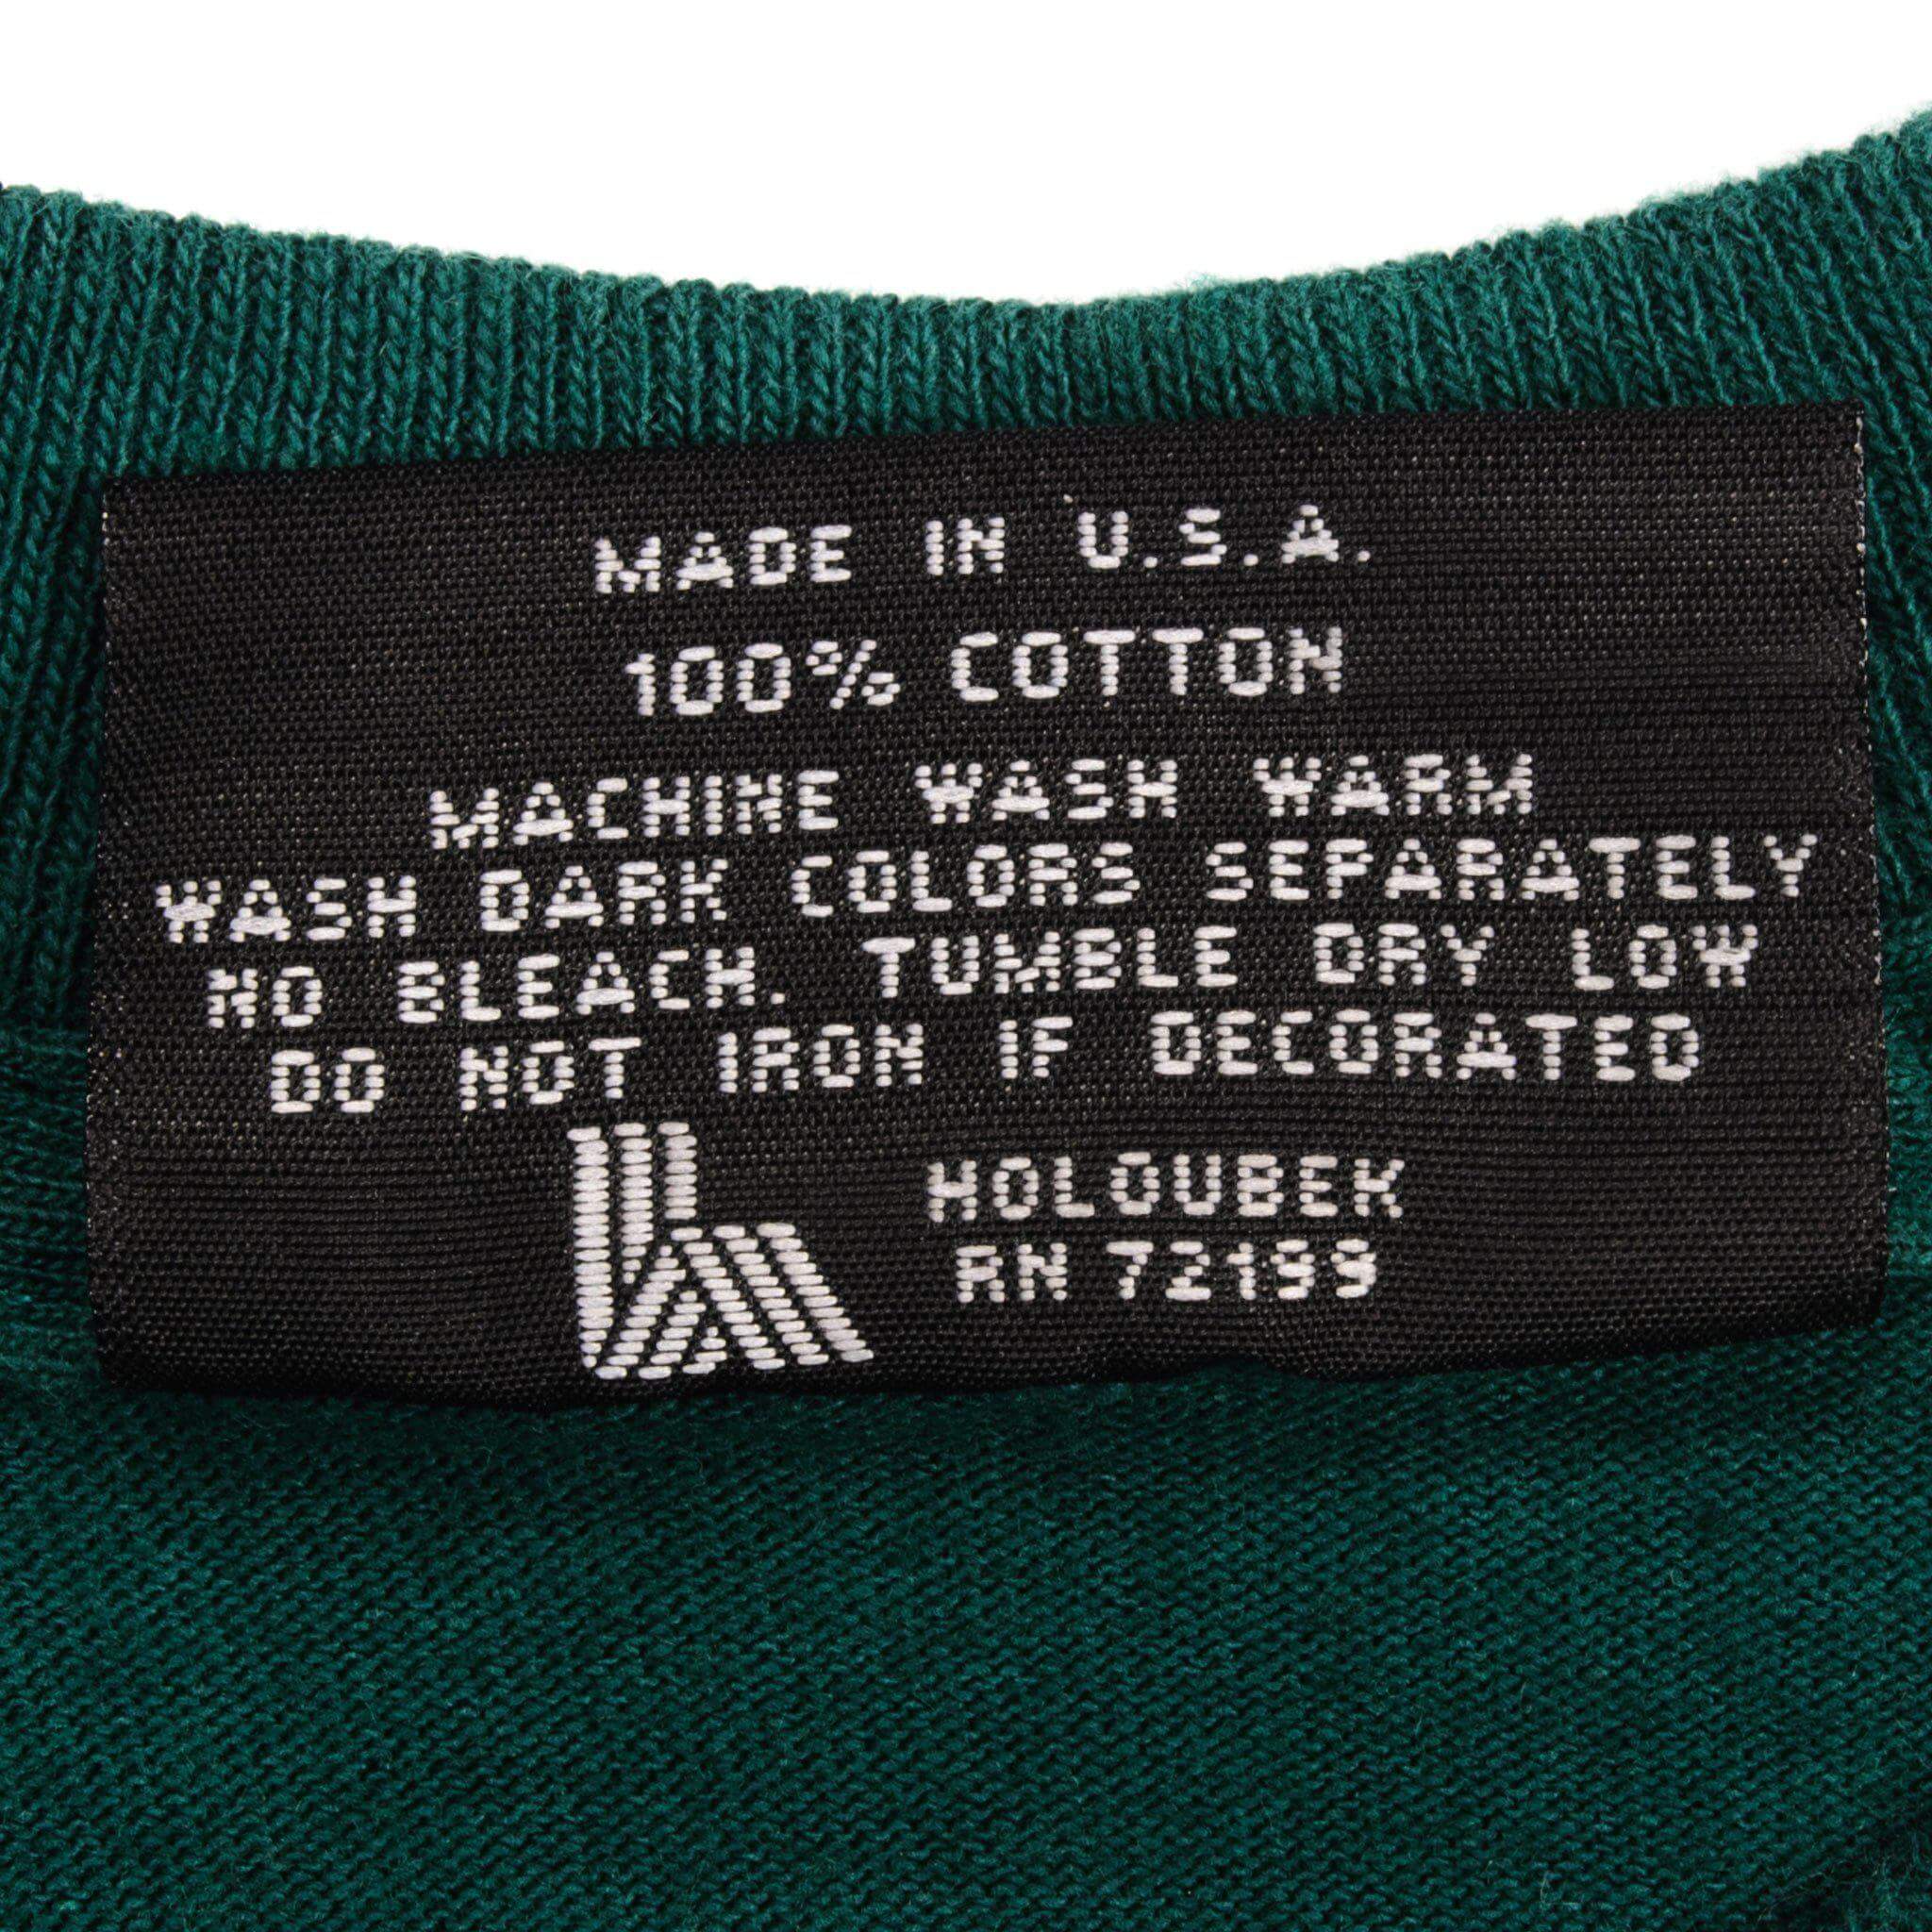 MADE IN U.S.A.
100% COTTON
MACHINE WASH WARM
WASH DARK COLORS SEPARATELY
NO BLEACH. TUMBLE DRY LOW
DO NOT IRON IF DECORATED
HOLOUBEK
RN 72199